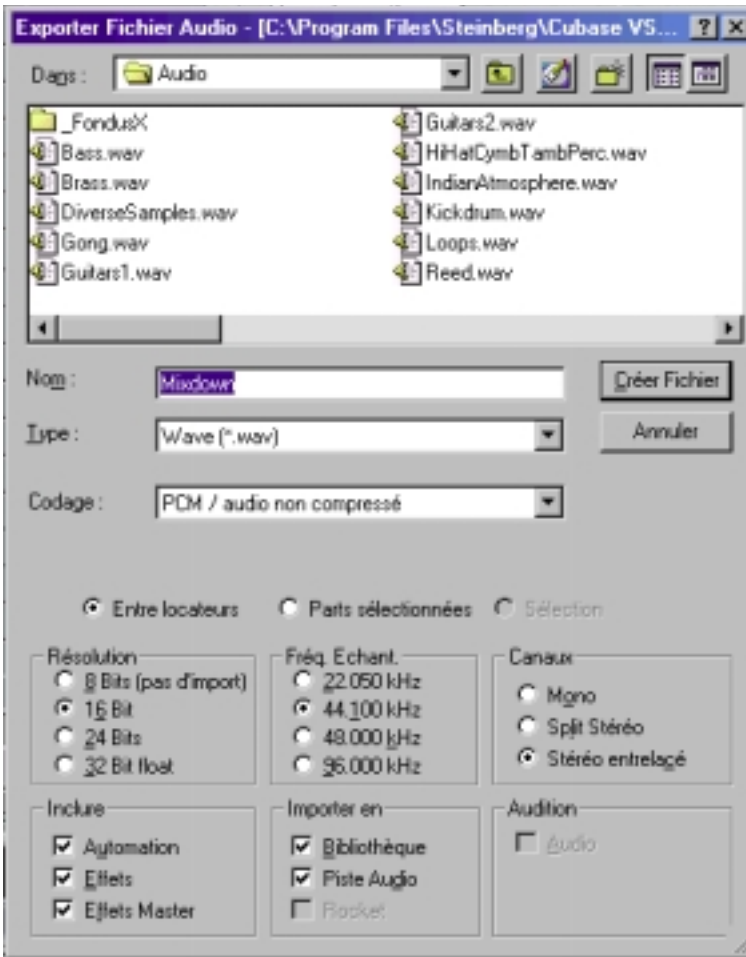 Exporter Fichier Audio - [C:\Program Files\Steinberg\Cubase VS...
Dans : Audio
_FondusX
Bass.wav
Brass.wav
DiverseSamples.wav
Gong.wav
Guitars1.wav
Guitars2.wav
HiHatCymbTambPerc.wav
IndianAtmosphere.wav
Kickdrum.wav
Loops.wav
Reed.wav
Nom : Mixdown
Créer Fichier
Type : Wave (*.wav)
Annuler
Codage : PCM / audio non compressé
Entre locateurs Parts sélectionnées Sélection
Résolution
8 Bits (pas d'import)
16 Bit
24 Bits
32 Bit float
Fréq. Echant.
22.050 kHz
44.100 kHz
48.000 kHz
96.000 kHz
Canaux
Mono
Split Stéréo
Stéréo entrelaçé
Inclure
Automation
Effets
Effets Master
Importer en
Bibliothèque
Piste Audio
Rocket
Audition
Audio